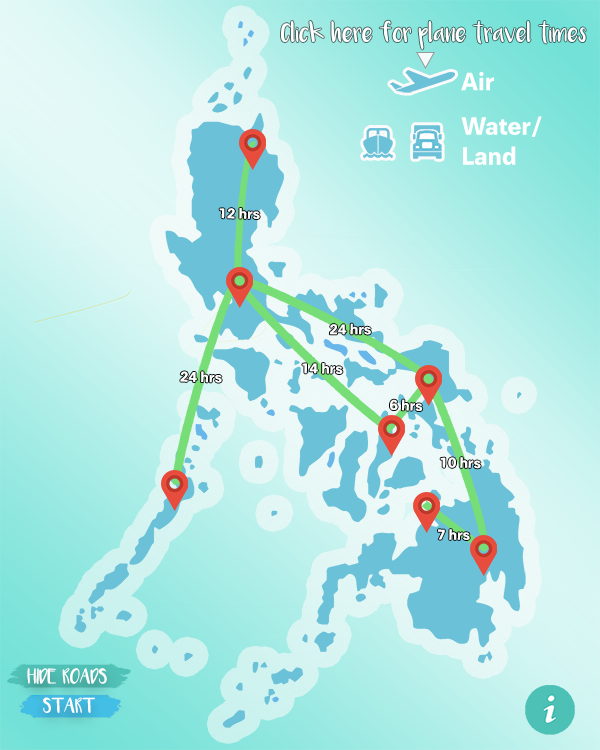 Click here for plane travel times
Air
Water/
Land
12 hrs
24 hrs
14 hrs
24 hrs
6 hrs
10 hrs
7 hrs
HIDE ROADS
START
i